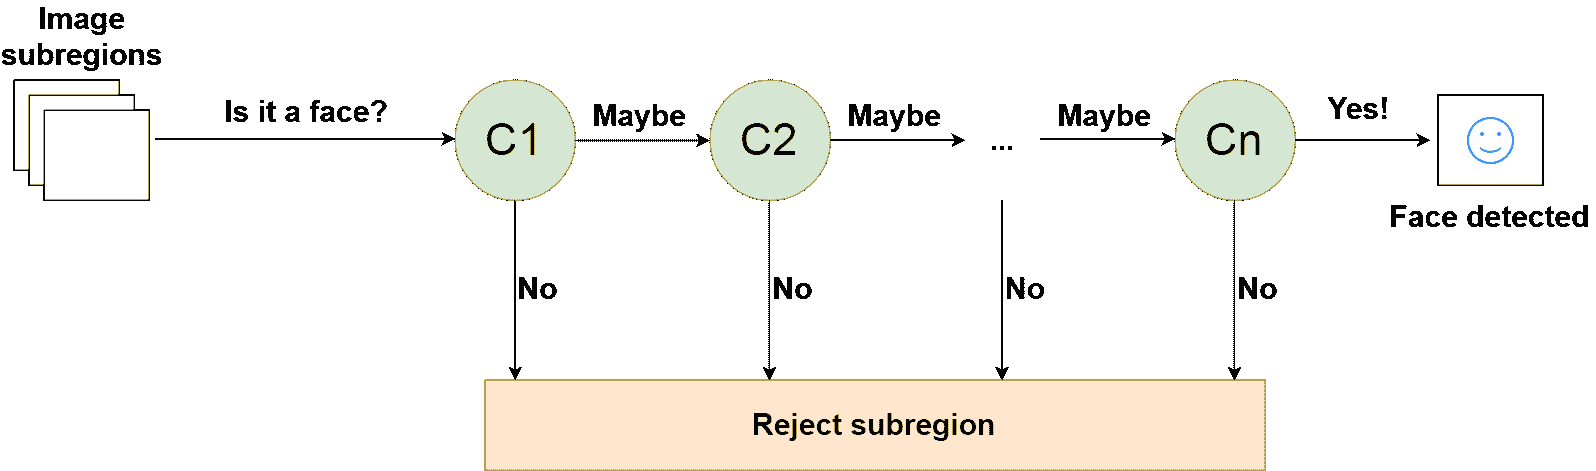 Image
subregions
Is it a face?
C1
Maybe
C2
Maybe
...
Maybe
Cn
Yes!
Face detected
No
No
No
No
Reject subregion